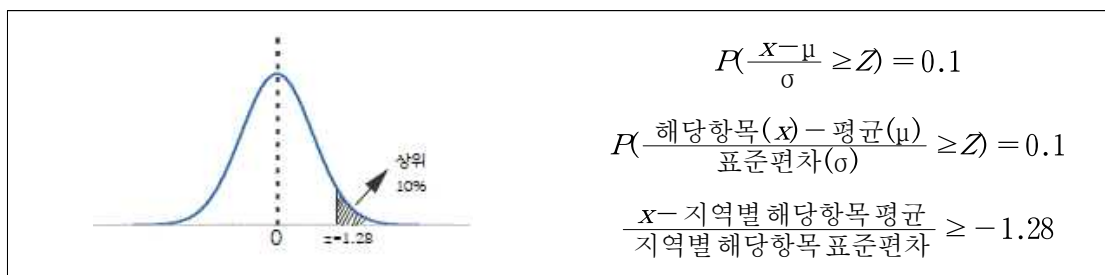 상위
10%
0
z=1.28
P(x-μ/σ ≥Z)=0.1
P(해당항목(x)-평균(μ)/표준편차(σ) ≥Z)=0.1
x-지역별 해당항목 평균/지역별 해당항목 표준편차 ≥-1.28